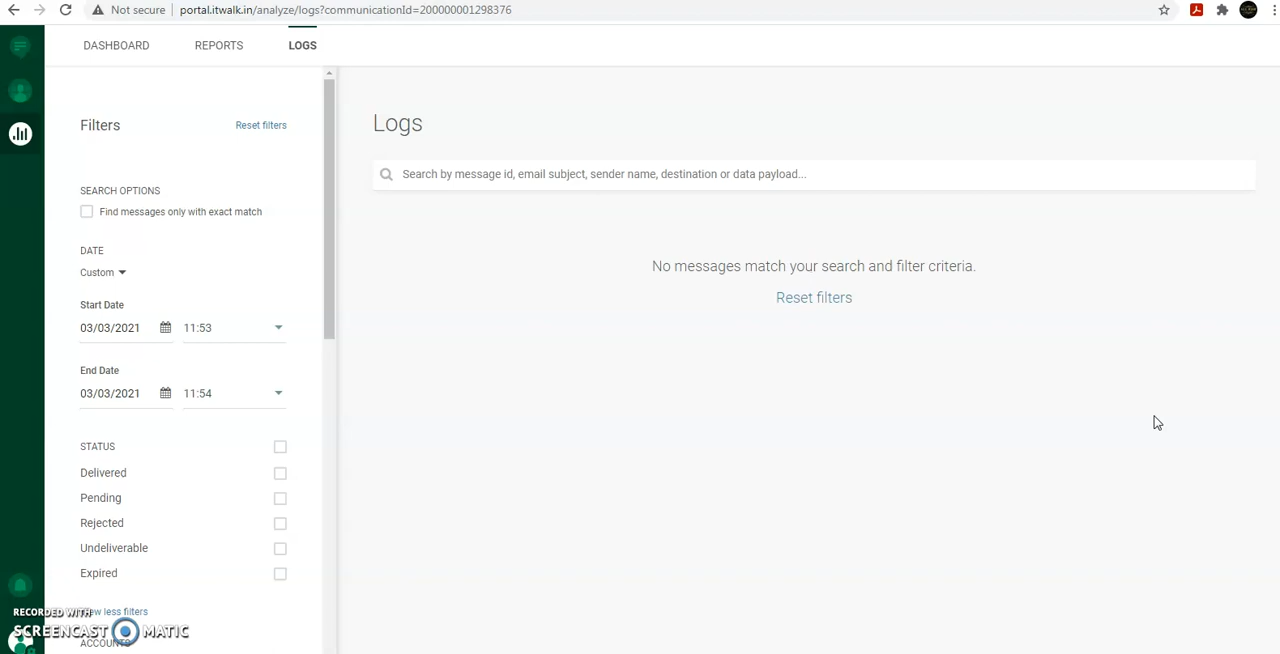 Not secure portal.itwalk.in/analyze/logs?communicationId=200000001298376
DASHBOARD REPORTS LOGS
Filters Reset filters
SEARCH OPTIONS
Find messages only with exact match
DATE
Custom
Start Date
03/03/2021 11:53
End Date
03/03/2021 11:54
STATUS
Delivered
Pending
Rejected
Undeliverable
Expired
less filters
RECORDED WITH
SCREENCAST MATIC
ACCOUNTS
Logs
Search by message id, email subject, sender name, destination or data payload...
No messages match your search and filter criteria.
Reset filters